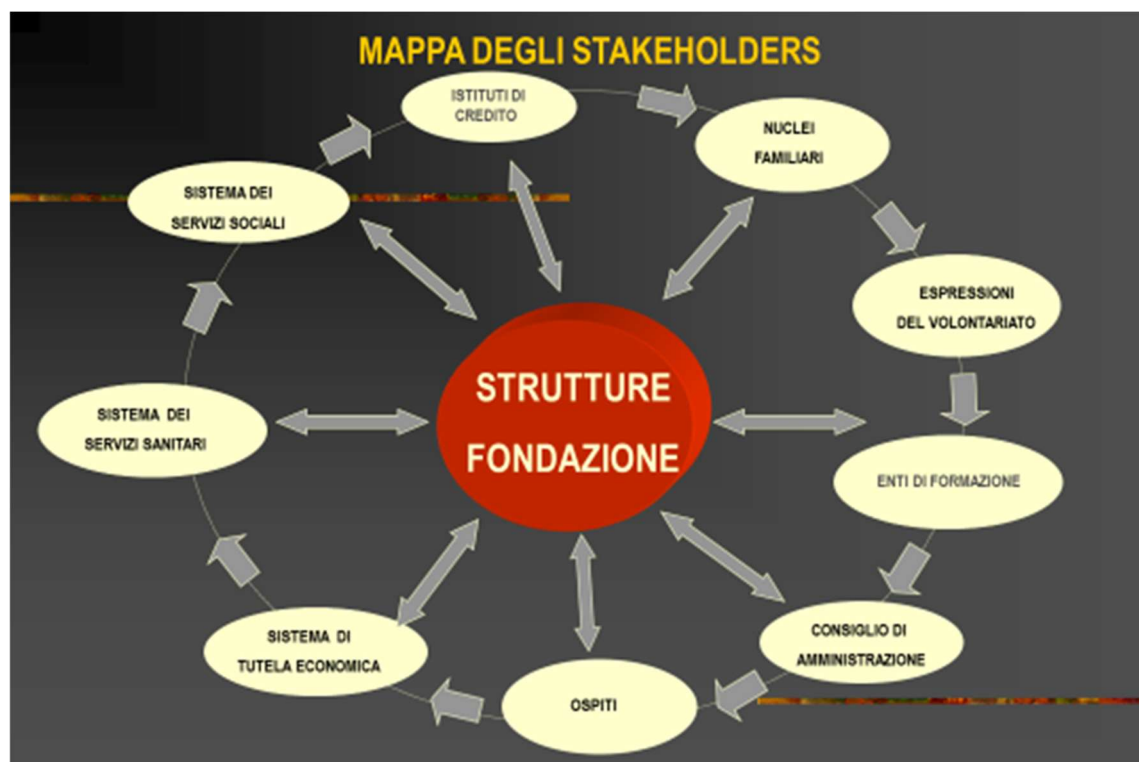 MAPPA DEGLI STAKEHOLDERS
ISTITUTI DI
CREDITO
NUCLEI
FAMILIARI
SISTEMA DEI
SERVIZI SOCIALI
ESPRESSIONI
DEL VOLONTARIATO
STRUTTURE
FONDAZIONE
SISTEMA DEI
SERVIZI SANITARI
ENTI DI FORMAZIONE
SISTEMA DI
TUTELA ECONOMICA
CONSIGLIO DI
AMMINISTRAZIONE
OSPITI